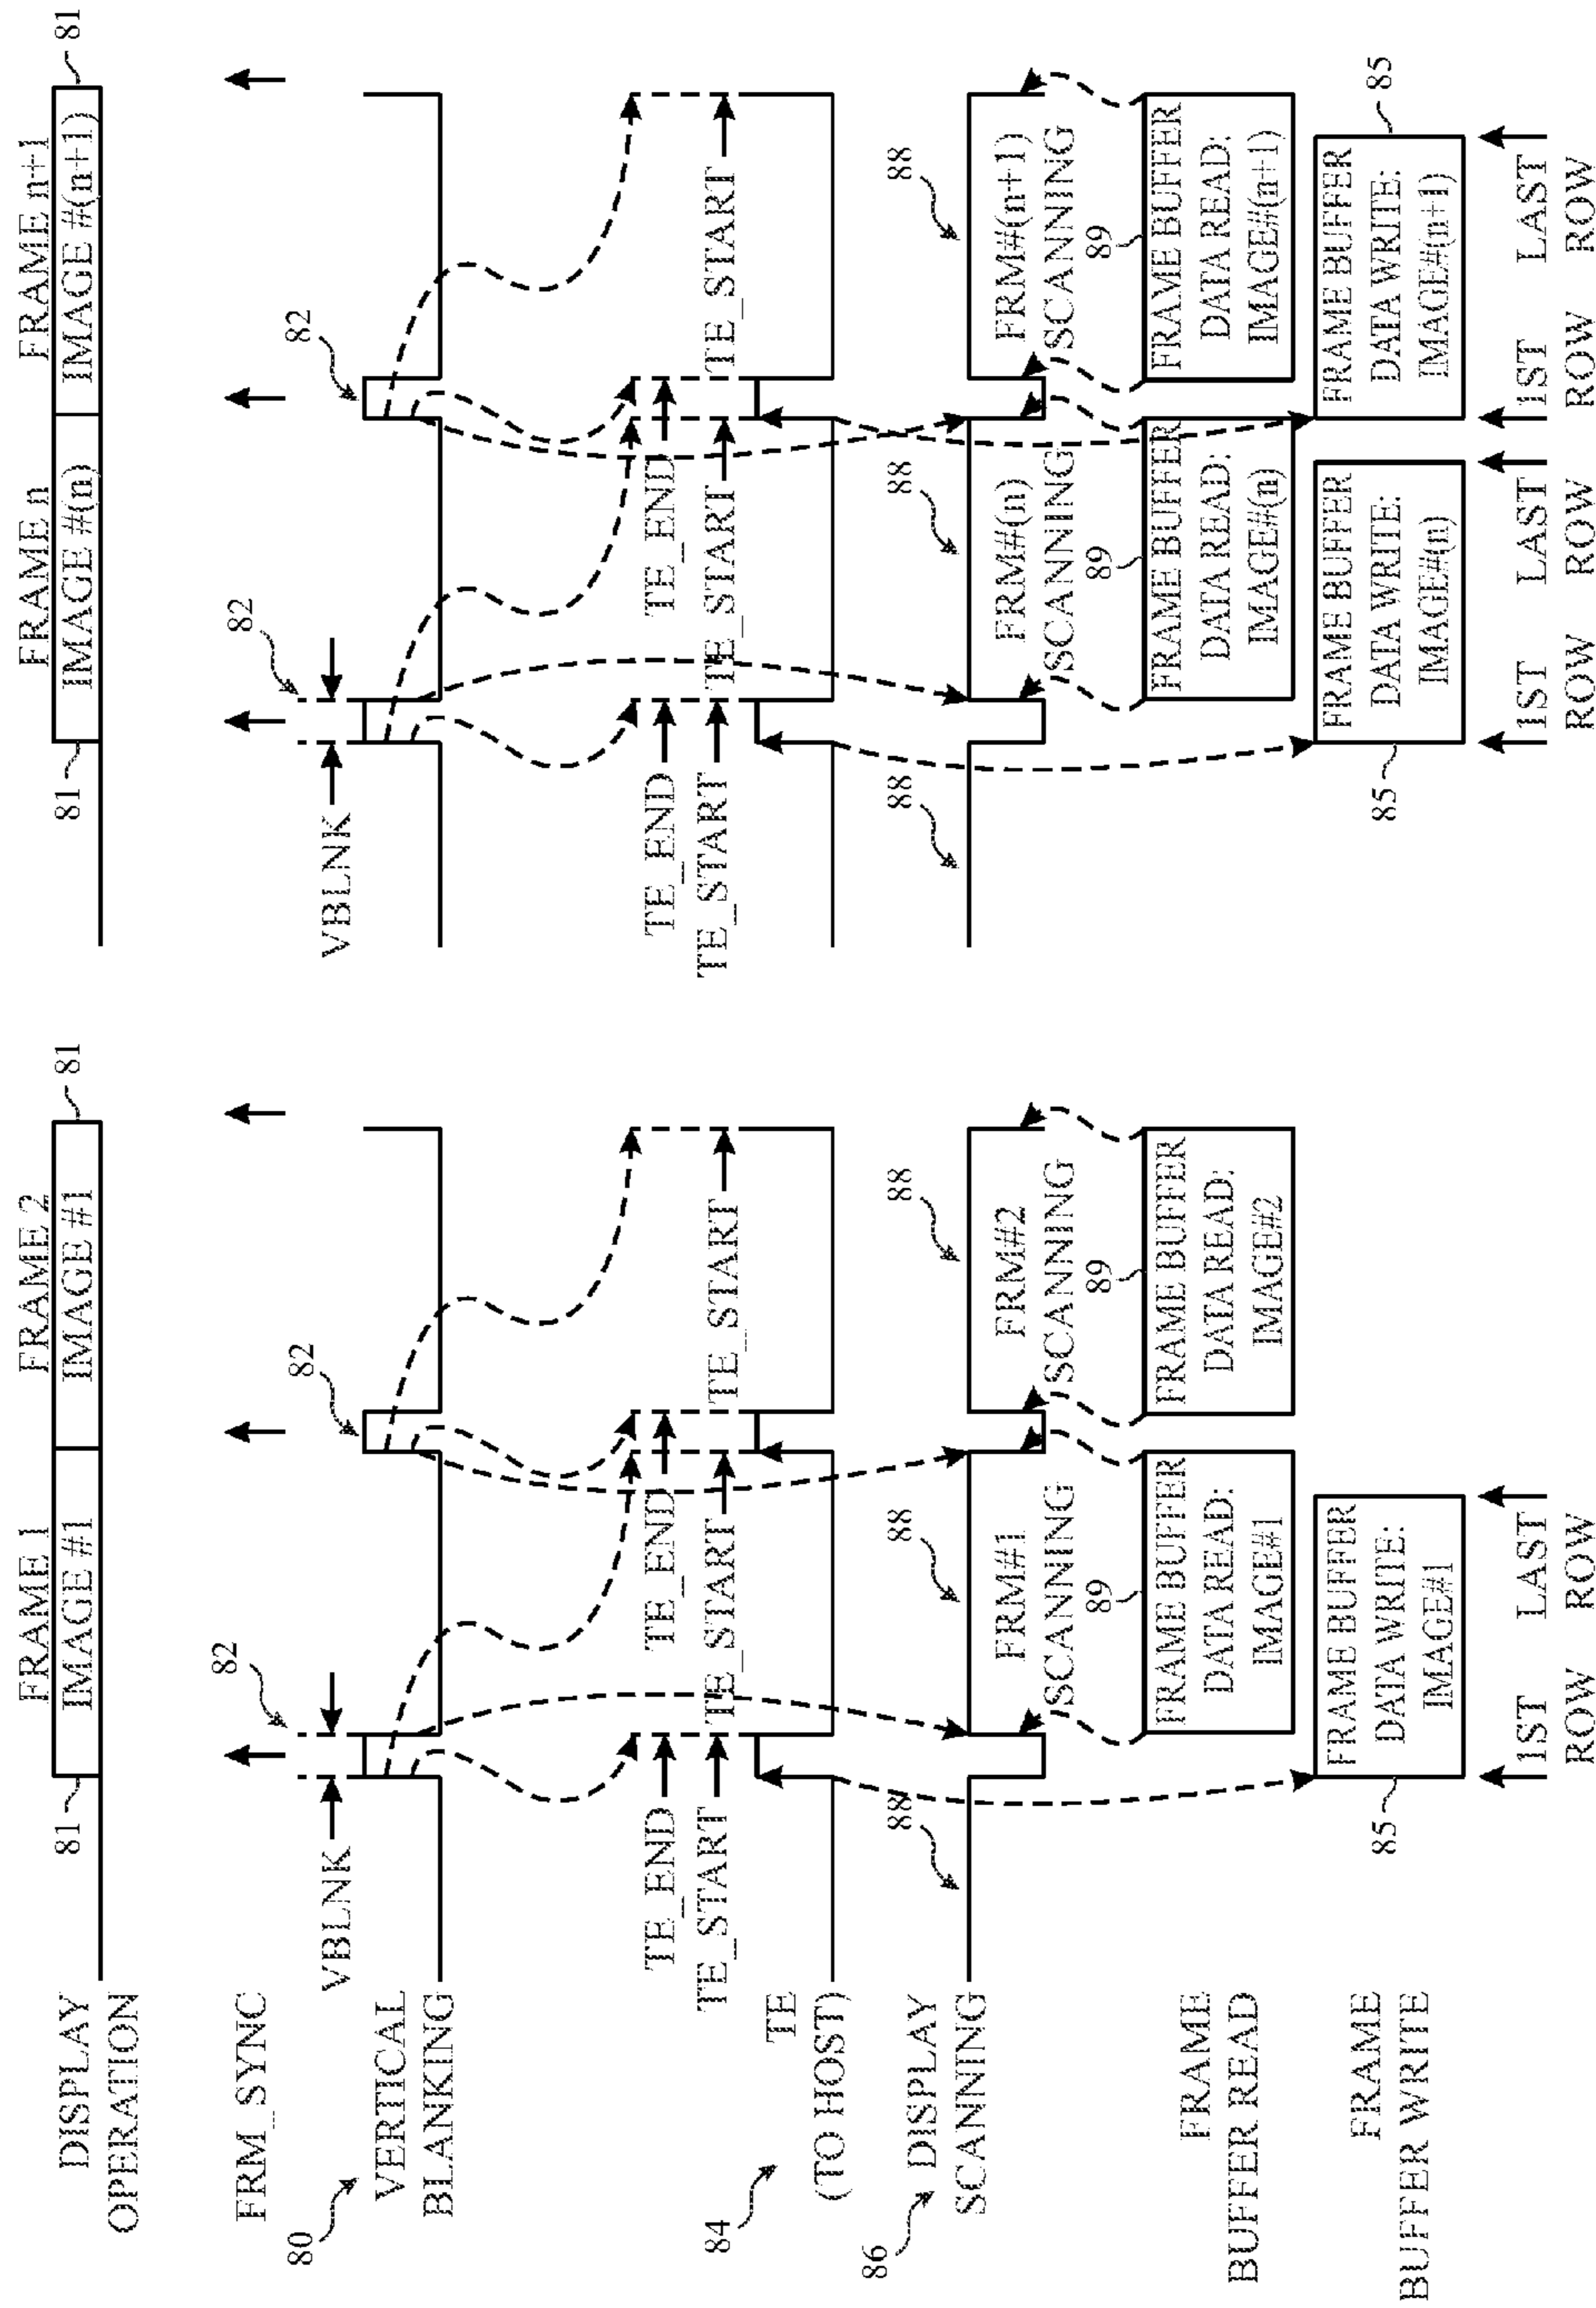 FRAME 1
FRAME 2
FRAME n
FRAME n+1
DISPLAY
OPERATION
81
IMAGE #1
IMAGE #1
81
81
IMAGE #(n)
IMAGE #(n+1)
81
FRM_SYNC
82
82
82
82
80
VERTICAL
BLANKING
VBLNK
VBLNK
TE_END
TE_END
TE_END
TE_END
TE_START
TE_START
TE_START
TE_START
TE_START
TE_START
84
TE
(TO HOST)
86
DISPLAY
SCANNING
88
88
88
88
88
88
FRM#1
SCANNING
FRM#2
SCANNING
FRM#(n)
SCANNING
FRM#(n+1)
SCANNING
89
89
89
89
FRAME
BUFFER READ
FRAME BUFFER
DATA READ:
IMAGE#1
FRAME BUFFER
DATA READ:
IMAGE#2
FRAME BUFFER
DATA READ:
IMAGE#(n)
FRAME BUFFER
DATA READ:
IMAGE#(n+1)
FRAME
BUFFER WRITE
85
FRAME BUFFER
DATA WRITE:
IMAGE#1
85
FRAME BUFFER
DATA WRITE:
IMAGE#(n)
FRAME BUFFER
DATA WRITE:
IMAGE#(n+1)
85
1ST
ROW
LAST
ROW
1ST
ROW
LAST
ROW
1ST
ROW
LAST
ROW